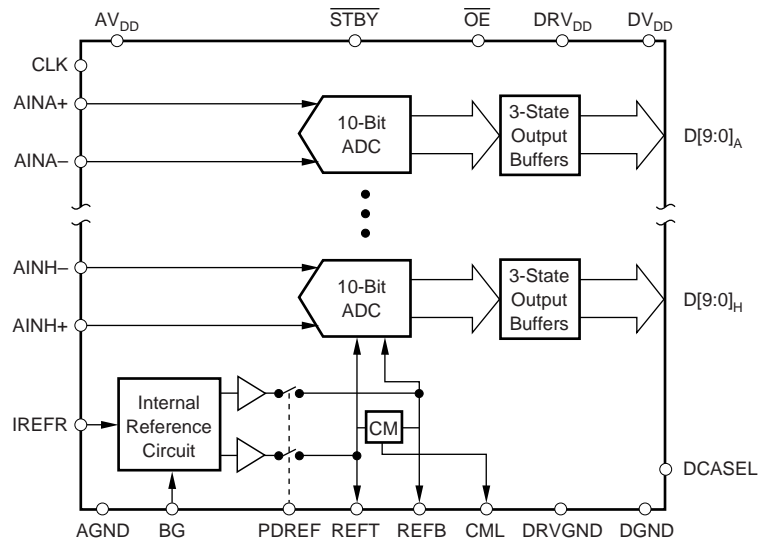 AVDD
S̅T̅B̅Y̅
O̅E̅
DRVDD
DVDD
CLK
AINA+
10-Bit
ADC
3-State
Output
Buffers
D[9:0]A
AINA–
AINH–
10-Bit
ADC
3-State
Output
Buffers
D[9:0]H
AINH+
Internal
Reference
Circuit
IREFR
CM
DCASEL
AGND
BG
PDREF
REFT
REFB
CML
DRVGND
DGND